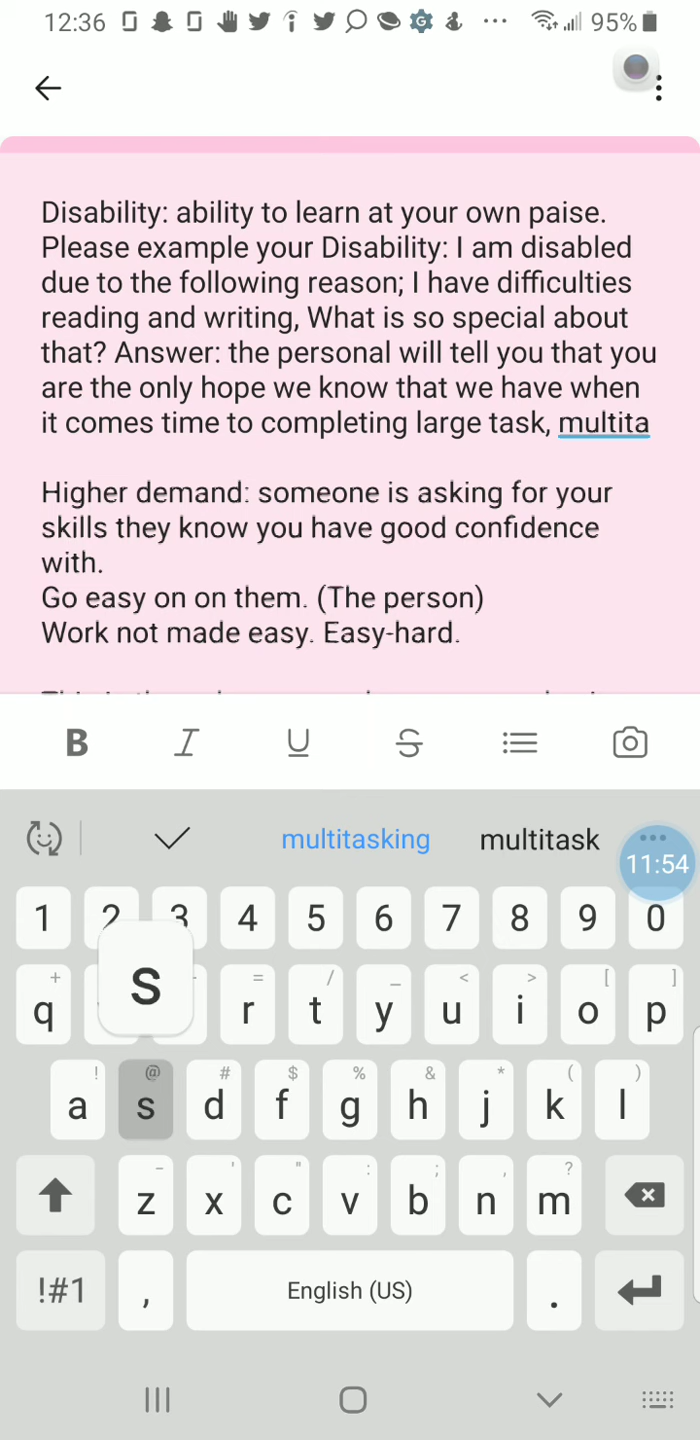 12:36 95%
Disability: ability to learn at your own paise.
Please example your Disability: I am disabled
due to the following reason; I have difficulties
reading and writing, What is so special about
that? Answer: the personal will tell you that you
are the only hope we know that we have when
it comes time to completing large task, multita
Higher demand: someone is asking for your
skills they know you have good confidence
with.
Go easy on on them. (The person)
Work not made easy. Easy-hard.
B I U S
multitasking multitask
11:54
1 2 3 4 5 6 7 8 9 0
+ = / _ < > [ ]
q r t y u i o p
S
! @ # $ % & * ( )
a s d f g h j k l
- ' " : ; , ?
z x c v b n m
!#1 , English (US) .